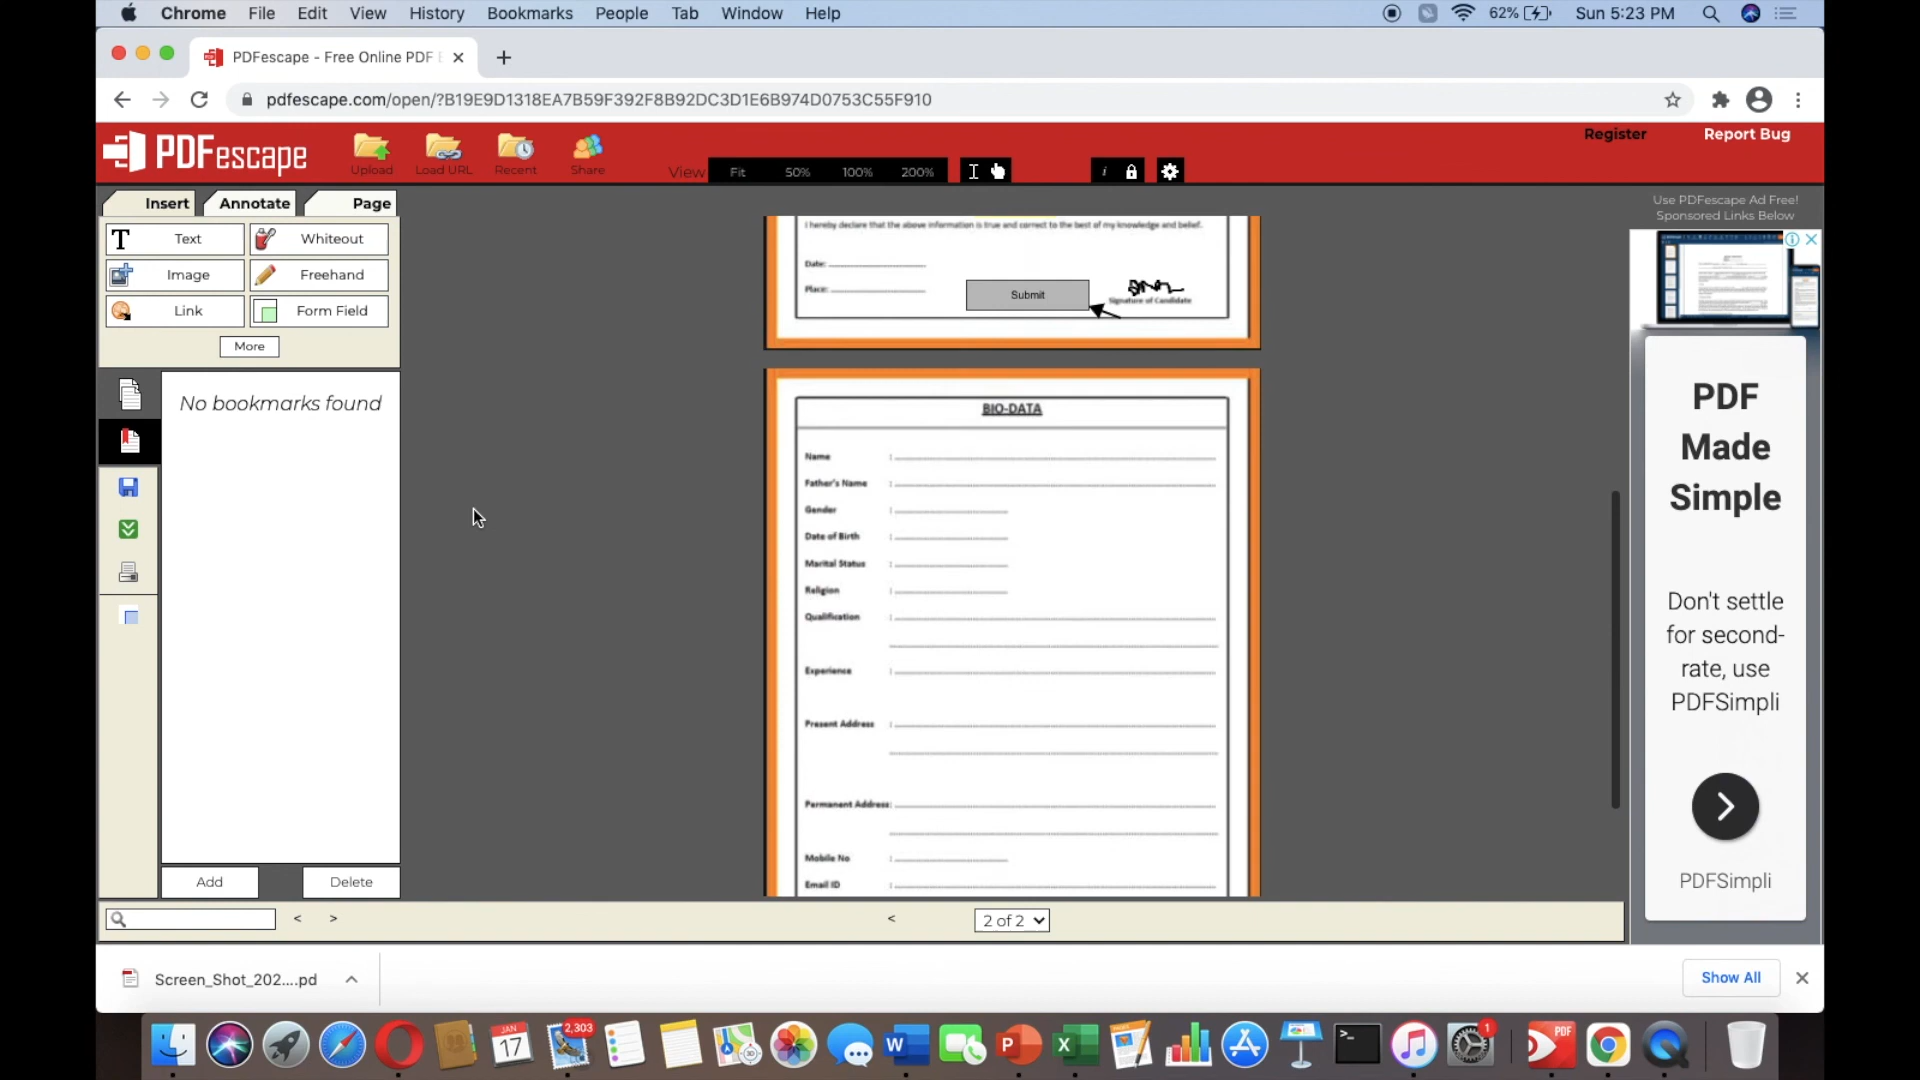 Chrome File Edit View History Bookmarks People Tab Window Help 62% Sun 5:23 PM
PDFescape - Free Online PDF E
pdfescape.com/open/?B19E9D1318EA7B59F392F8B92DC3D1E6B974D0753C55F910
PDFescape Upload Load URL Recent Share View Fit 50% 100% 200% Register Report Bug
Insert Annotate Page
Text Whiteout
Image Freehand
Link Form Field
More
No bookmarks found
Add Delete
I hereby declare that the above information is true and correct to the best of my knowledge and belief.
Date:
Place:
Submit
Signature of Candidate
BIO-DATA
Name :
Father's Name :
Gender :
Date of Birth :
Marital Status :
Religion :
Qualification :
Experience :
Present Address :
Permanent Address:
Mobile No :
Email ID :
< > < 2 of 2
Use PDFescape Ad Free!
Sponsored Links Below
PDF
Made
Simple
Don't settle
for second-
rate, use
PDFSimpli
PDFSimpli
Screen_Shot_202....pd Show All
JAN
17
2,303
W
P
X
PAGES
1
PDF